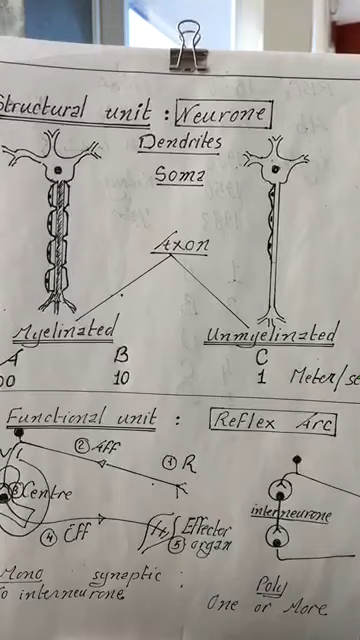 Structural unit : Neurone
Dendrites
Soma
Axon
Myelinated Unmyelinated
A B C
00 10 1 Meter/se
Functional unit : Reflex Arc
② Aff
① R
③ Centre
interneurone
④ Eff
Effector
⑤ organ
Mono synaptic : Poly
o interneurone
One or More